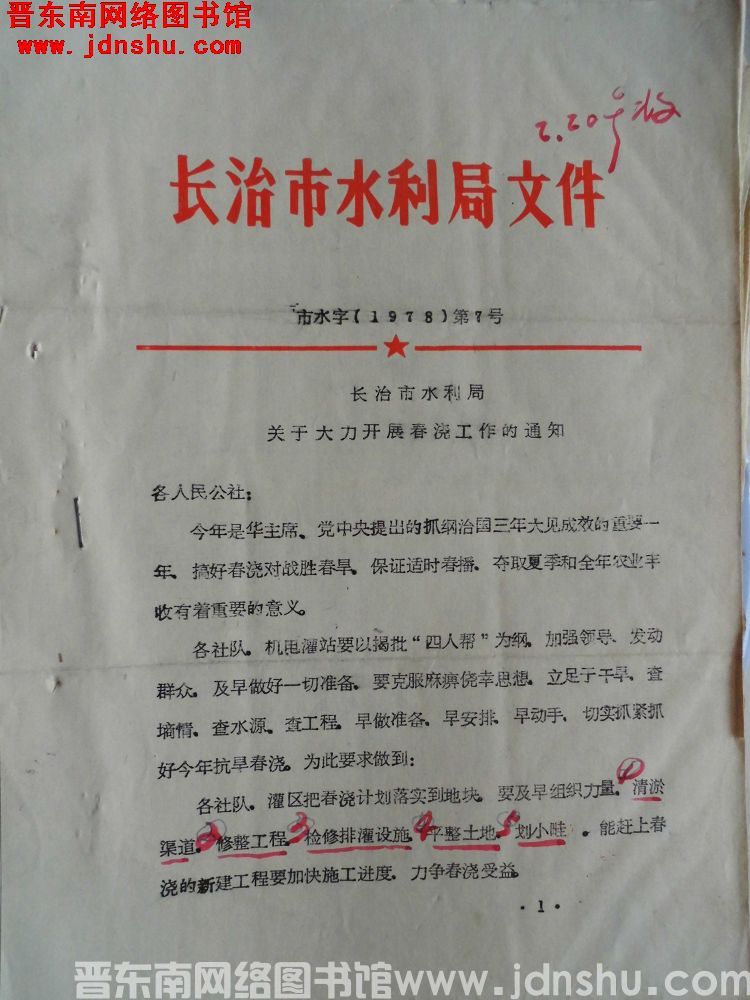 晋东南网络图书馆
www.jdnshu.com
2.20号收
长治市水利局文件
市水字(1978)第7号
长治市水利局
关于大力开展春浇工作的通知
各人民公社:
今年是华主席、党中央提出的抓纲治国三年大见成效的重要一
年、搞好春浇对战胜春旱、保证适时春播、夺取夏季和全年农业丰
收有着重要的意义。
各社队、机电灌站要以揭批“四人帮”为纲、加强领导、发动
群众、及早做好一切准备。要克服麻痹侥幸思想、立足于干旱、查
墒情、查水源、查工程、早做准备、早安排、早动手、切实抓紧抓
好今年抗旱春浇。为此要求做到:
各社队、灌区把春浇计划落实到地块、要及早组织力量、①清淤
渠道、②修整工程、③检修排灌设施、④平整土地、⑤划小畦、能赶上春
浇的新建工程要加快施工进度、力争春浇受益。
·1·
晋东南网络图书馆www.jdnshu.com